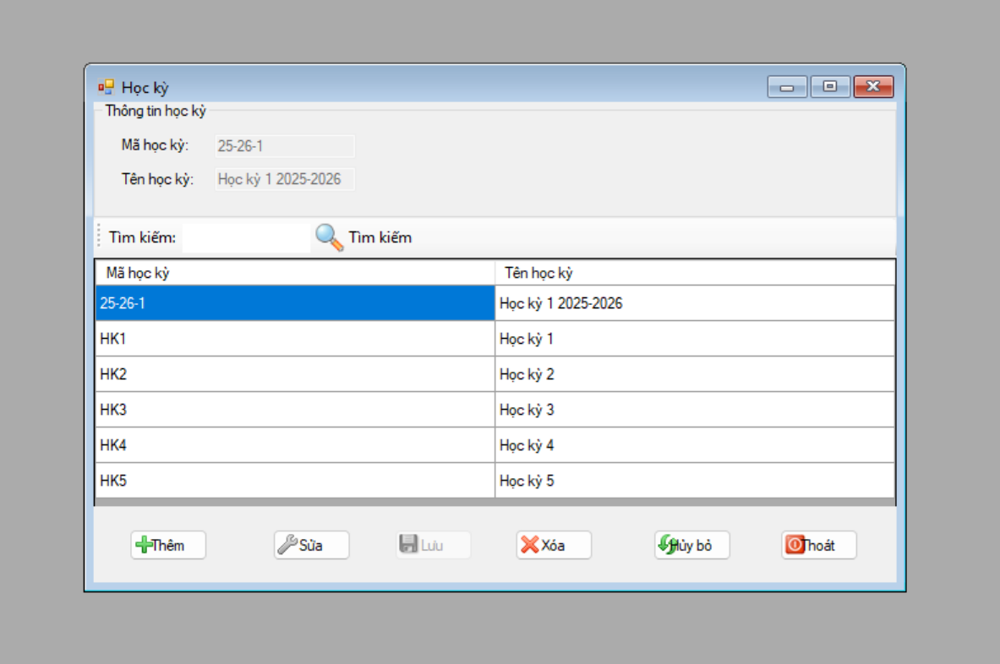 Học kỳ
Thông tin học kỳ
Mã học kỳ: 25-26-1
Tên học kỳ: Học kỳ 1 2025-2026
Tìm kiếm: Tìm kiếm
Mã học kỳ Tên học kỳ
25-26-1 Học kỳ 1 2025-2026
HK1 Học kỳ 1
HK2 Học kỳ 2
HK3 Học kỳ 3
HK4 Học kỳ 4
HK5 Học kỳ 5
Thêm Sửa Lưu Xóa Hủy bỏ Thoát